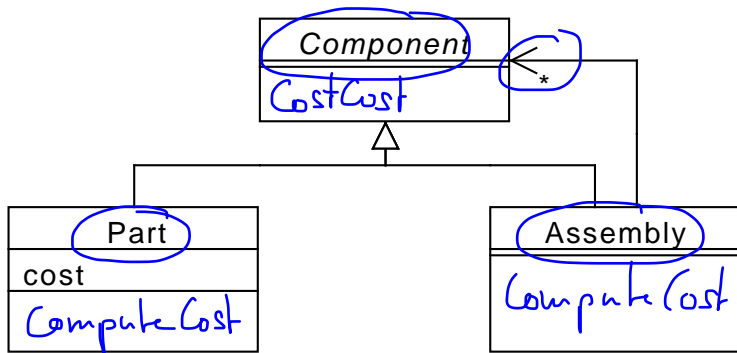 Component
*
CostCost
Part
Assembly
cost
ComputeCost
ComputeCost